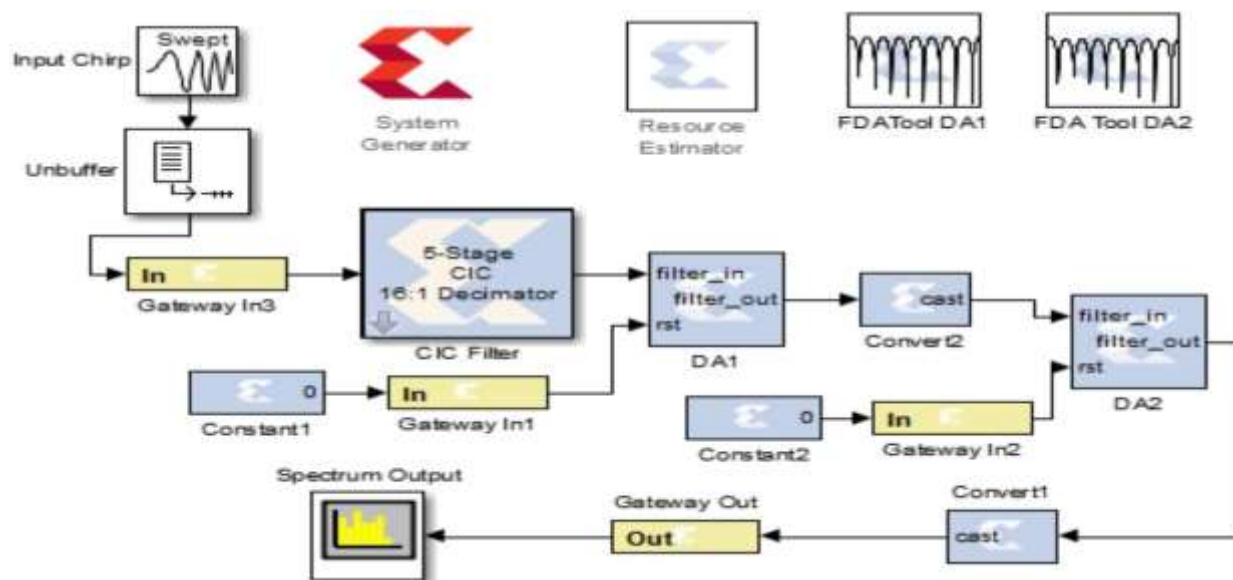 Swept
Input Chirp
System
Generator
Resource
Estimator
FDATool DA1
FDA Tool DA2
Unbuffer
In
Gateway In3
5-Stage
CIC
16:1 Decimator
CIC Filter
filter_in
filter_out
rst
DA1
cast
Convert2
filter_in
filter_out
rst
DA2
0
Constant1
In
Gateway In1
0
Constant2
In
Gateway In2
Spectrum Output
Gateway Out
Out
Convert1
cast